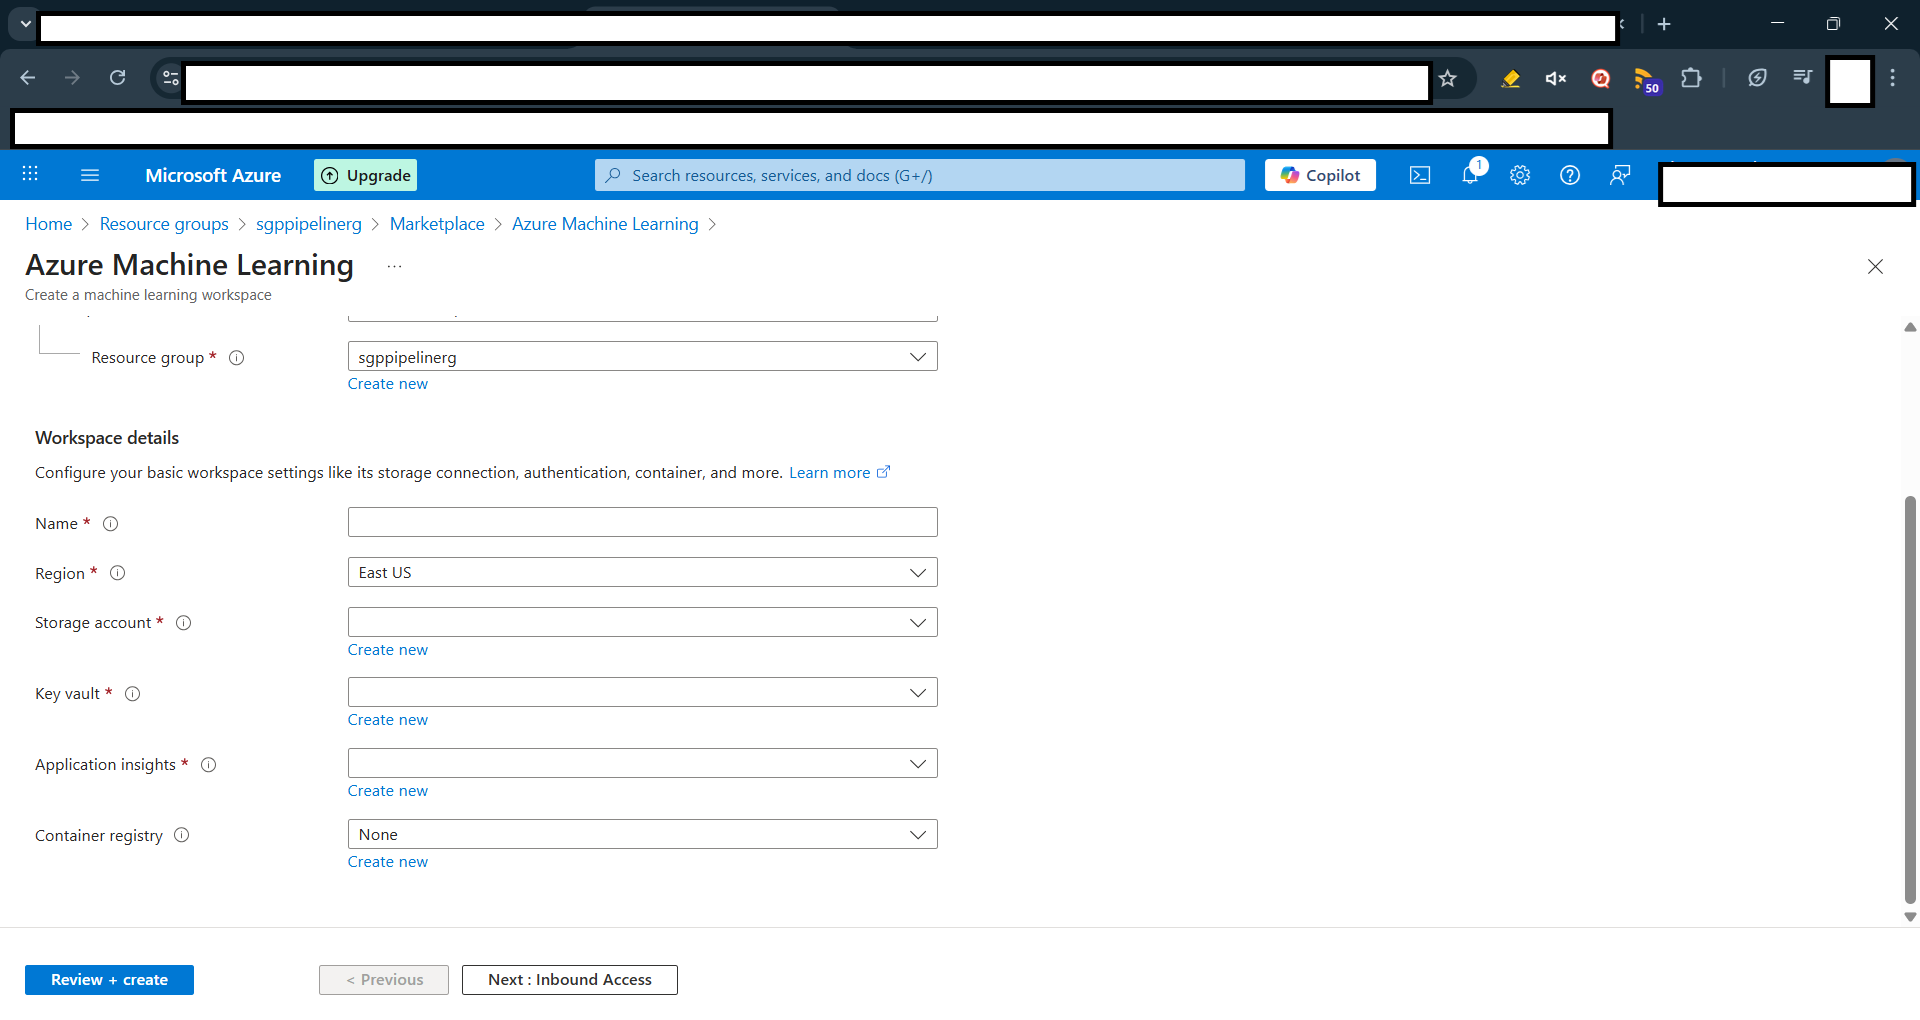 50
Microsoft Azure
Upgrade
Search resources, services, and docs (G+/)
Copilot
1
Home > Resource groups > sgppipelinerg > Marketplace > Azure Machine Learning >
Azure Machine Learning ...
Create a machine learning workspace
Resource group *
sgppipelinerg
Create new
Workspace details
Configure your basic workspace settings like its storage connection, authentication, container, and more. Learn more
Name *
Region *
East US
Storage account *
Create new
Key vault *
Create new
Application insights *
Create new
Container registry
None
Create new
Review + create
< Previous
Next : Inbound Access